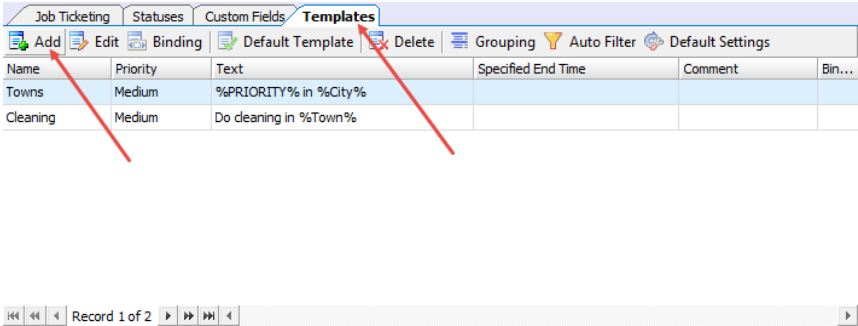 Job Ticketing Statuses Custom Fields Templates
Add Edit Binding Default Template Delete Grouping Auto Filter Default Settings
Name Priority Text Specified End Time Comment Bin...
Towns Medium %PRIORITY% in %City%
Cleaning Medium Do cleaning in %Town%
Record 1 of 2